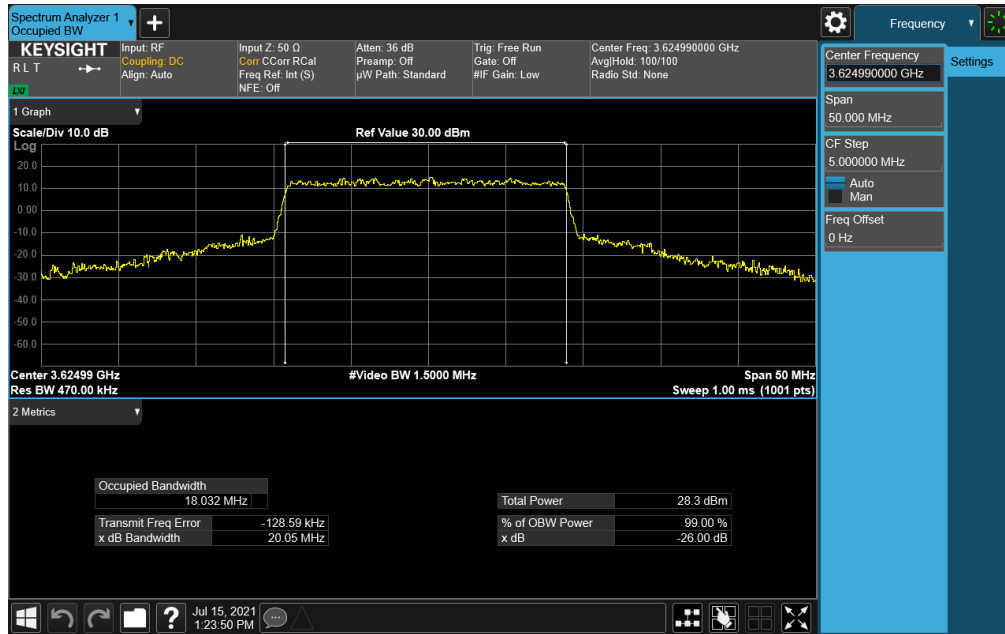 Spectrum Analyzer 1
Occupied BW
Frequency
KEYSIGHT
R L T
LXI
Input: RF
Coupling: DC
Align: Auto
Input Z: 50 Ω
Corr CCorr RCal
Freq Ref: Int (S)
NFE: Off
Atten: 36 dB
Preamp: Off
µW Path: Standard
Trig: Free Run
Gate: Off
#IF Gain: Low
Center Freq: 3.624990000 GHz
Avg|Hold: 100/100
Radio Std: None
Center Frequency
3.624990000 GHz
Settings
Span
50.000 MHz
CF Step
5.000000 MHz
Auto
Man
Freq Offset
0 Hz
1 Graph
Scale/Div 10.0 dB
Ref Value 30.00 dBm
Log
20.0
10.0
0.00
-10.0
-20.0
-30.0
-40.0
-50.0
-60.0
Center 3.62499 GHz
#Video BW 1.5000 MHz
Span 50 MHz
Res BW 470.00 kHz
Sweep 1.00 ms (1001 pts)
2 Metrics
Occupied Bandwidth
18.032 MHz
Total Power 28.3 dBm
Transmit Freq Error -128.59 kHz
% of OBW Power 99.00 %
x dB Bandwidth 20.05 MHz
x dB -26.00 dB
Jul 15, 2021
1:23:50 PM